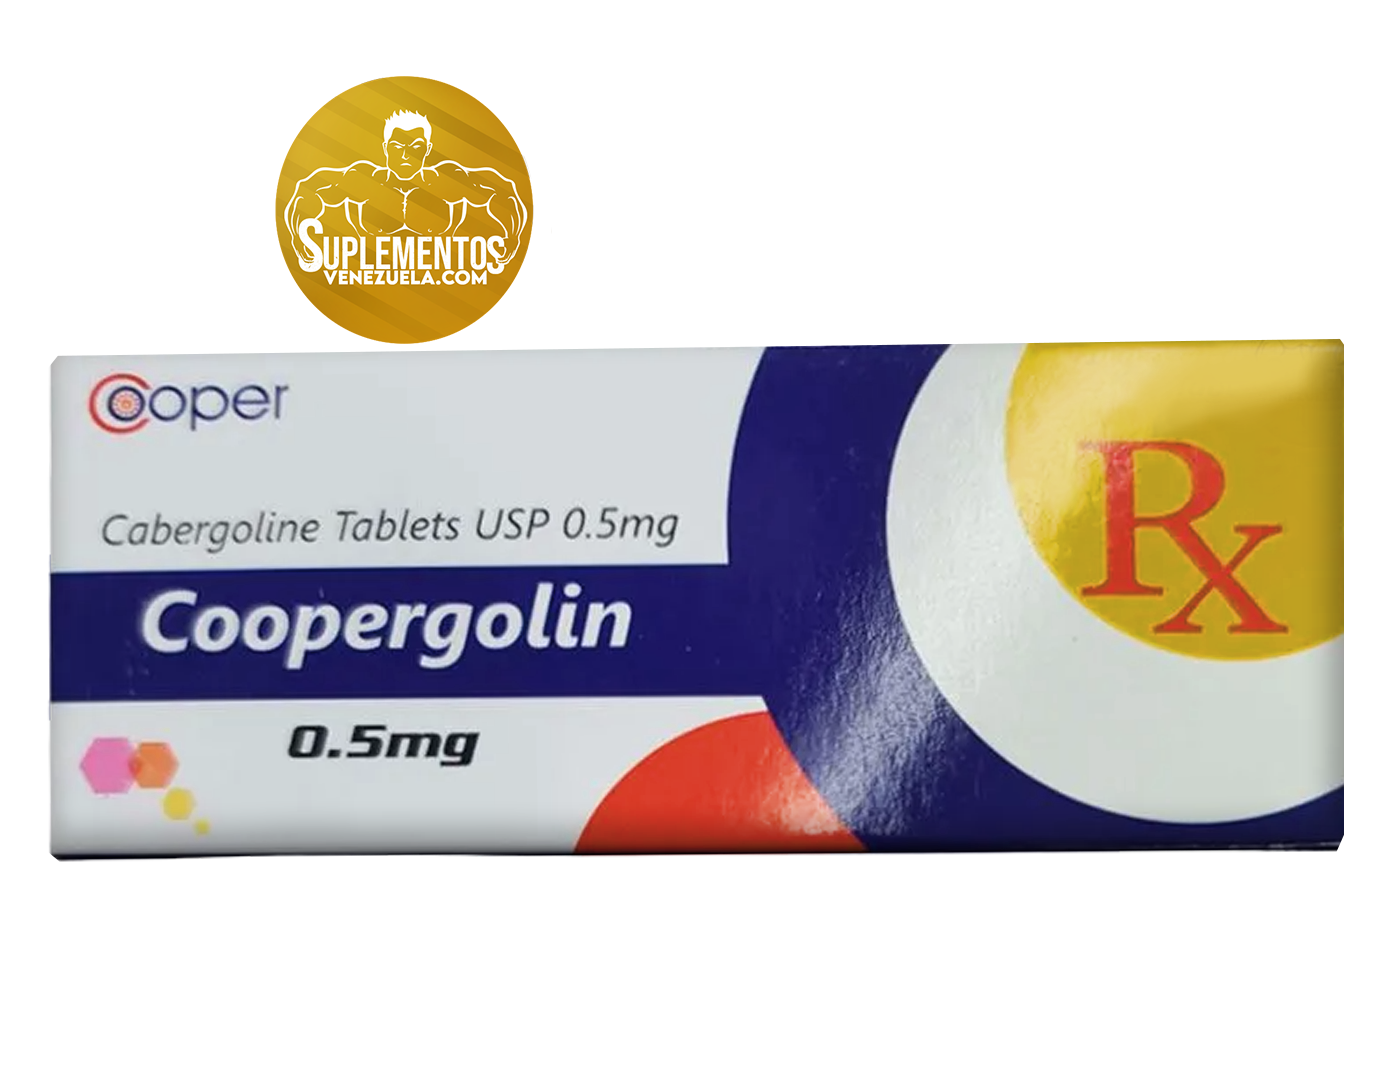 SUPLEMENTOS
VENEZUELA.COM
Cooper
Cabergoline Tablets USP 0.5mg
Coopergolin
0.5mg
Rx